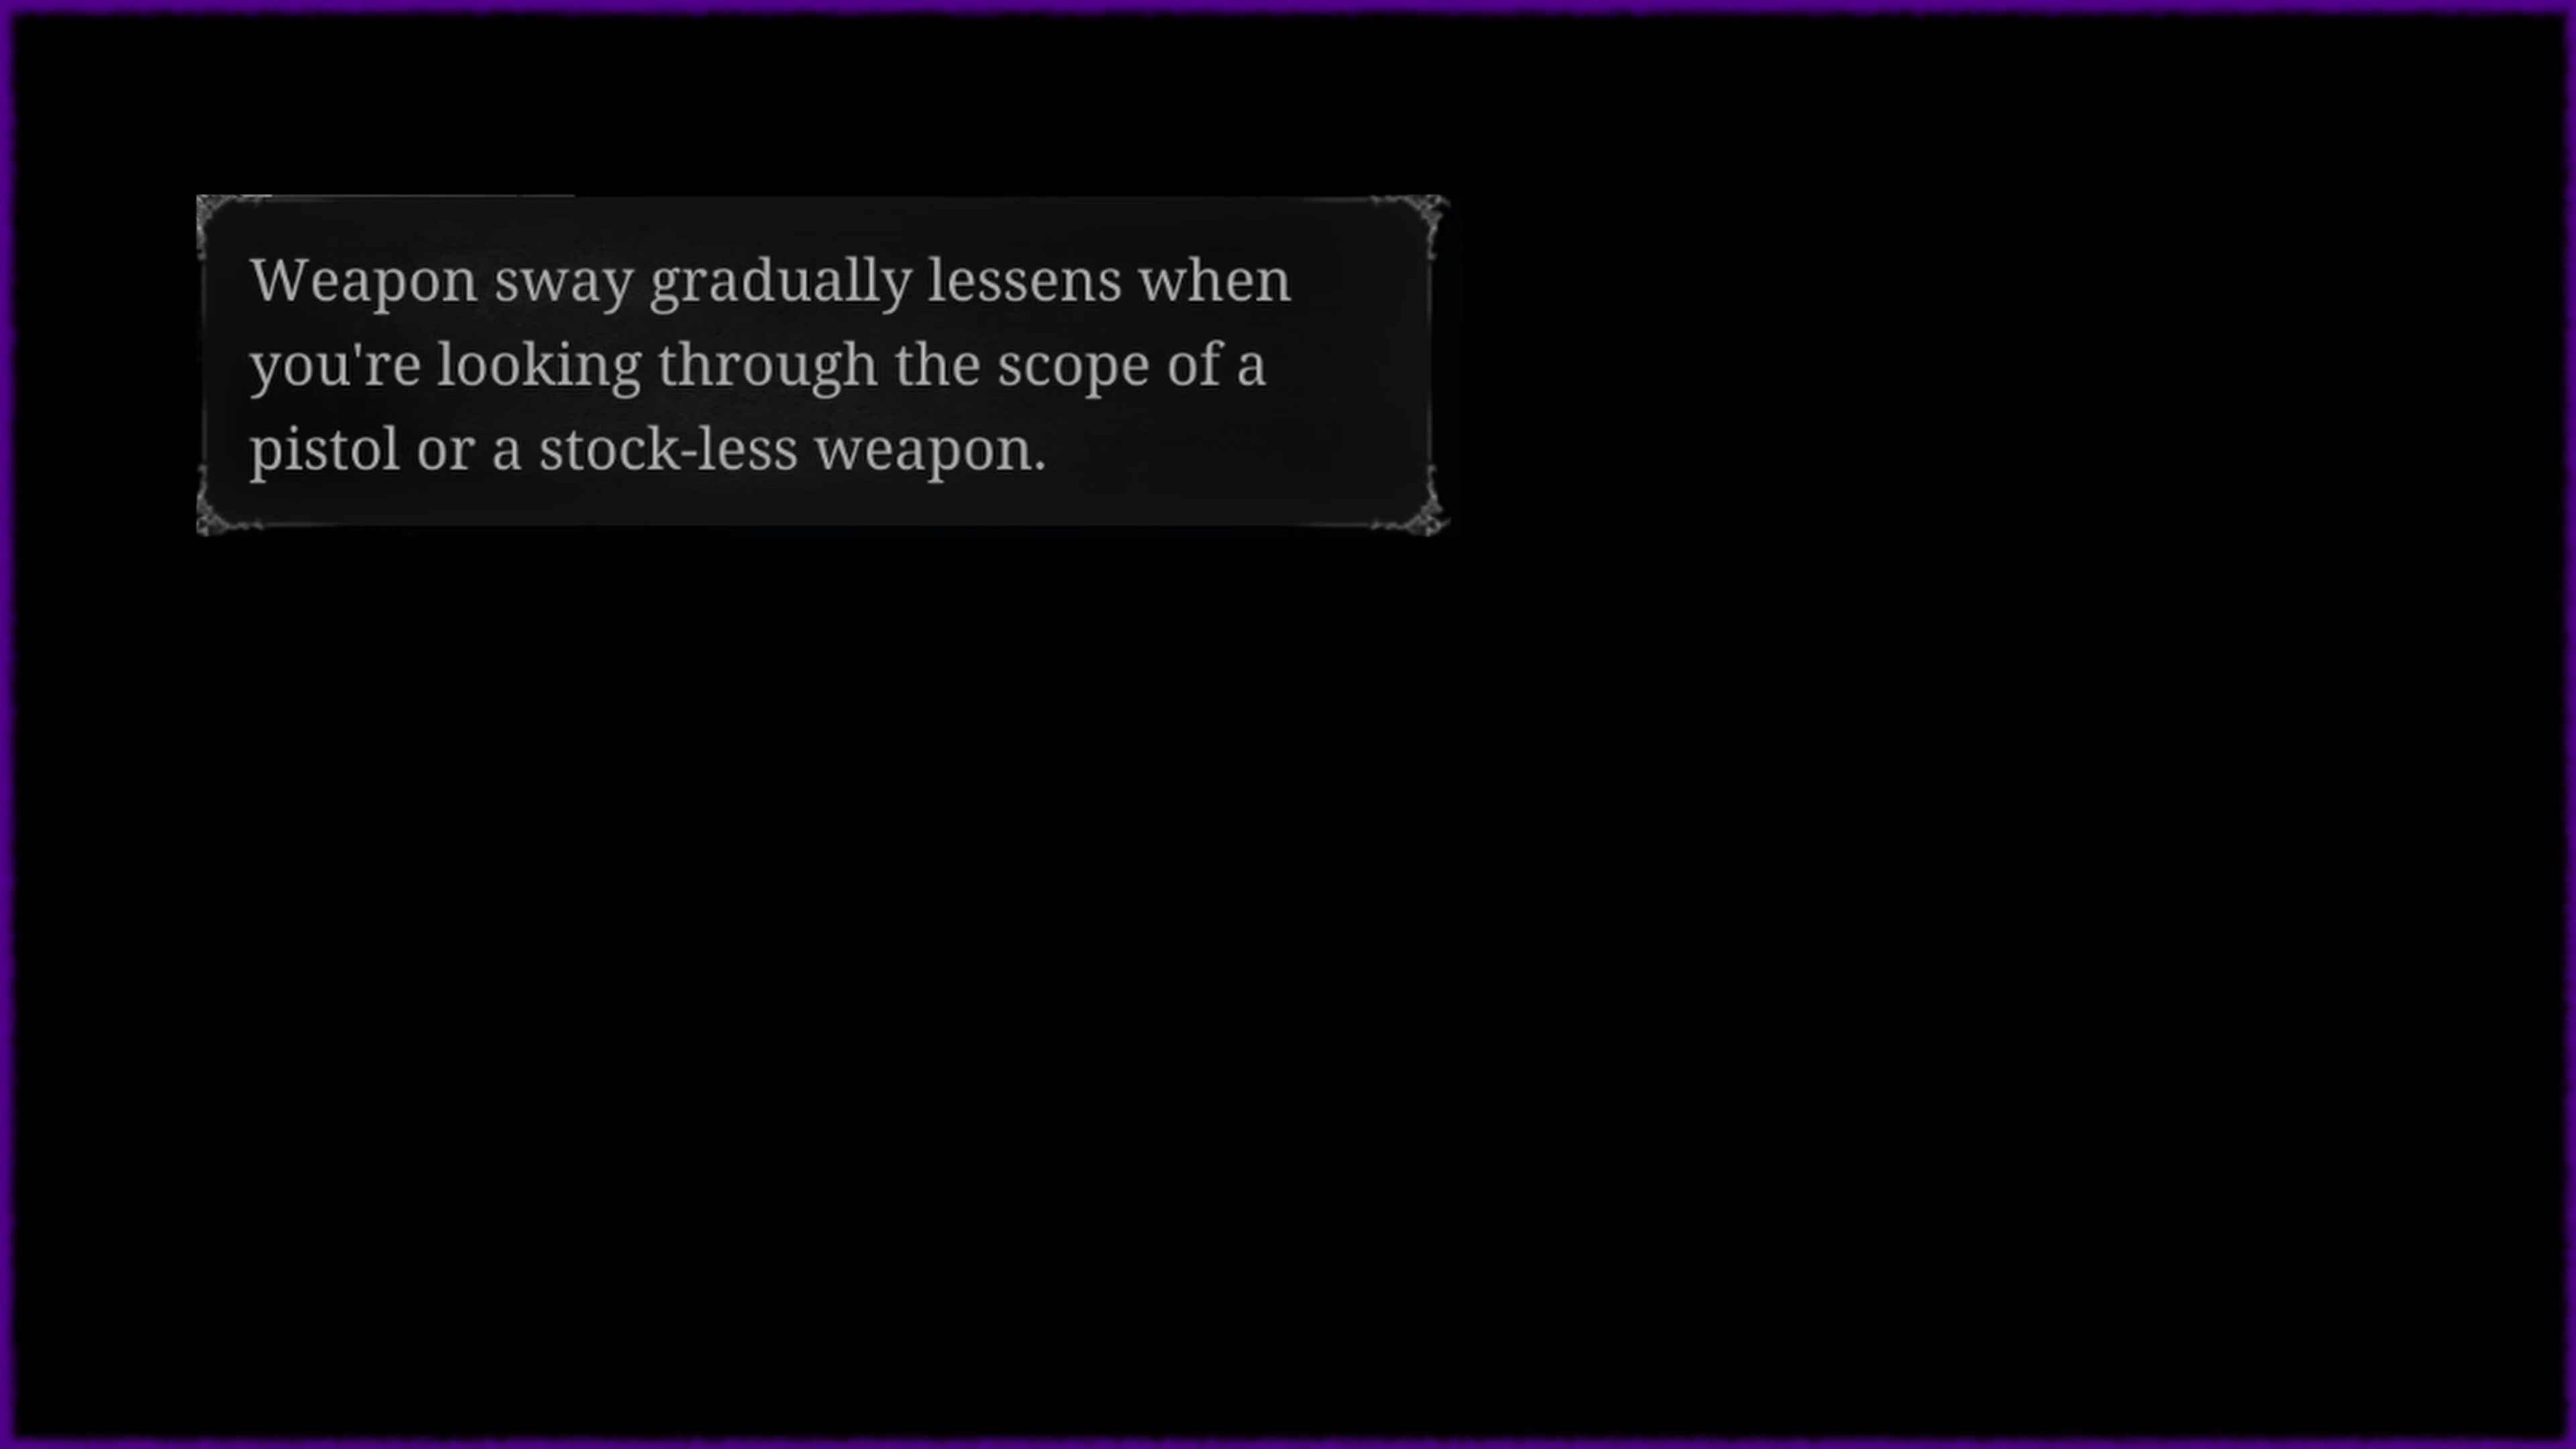 Weapon sway gradually lessens when
you're looking through the scope of a
pistol or a stock-less weapon.